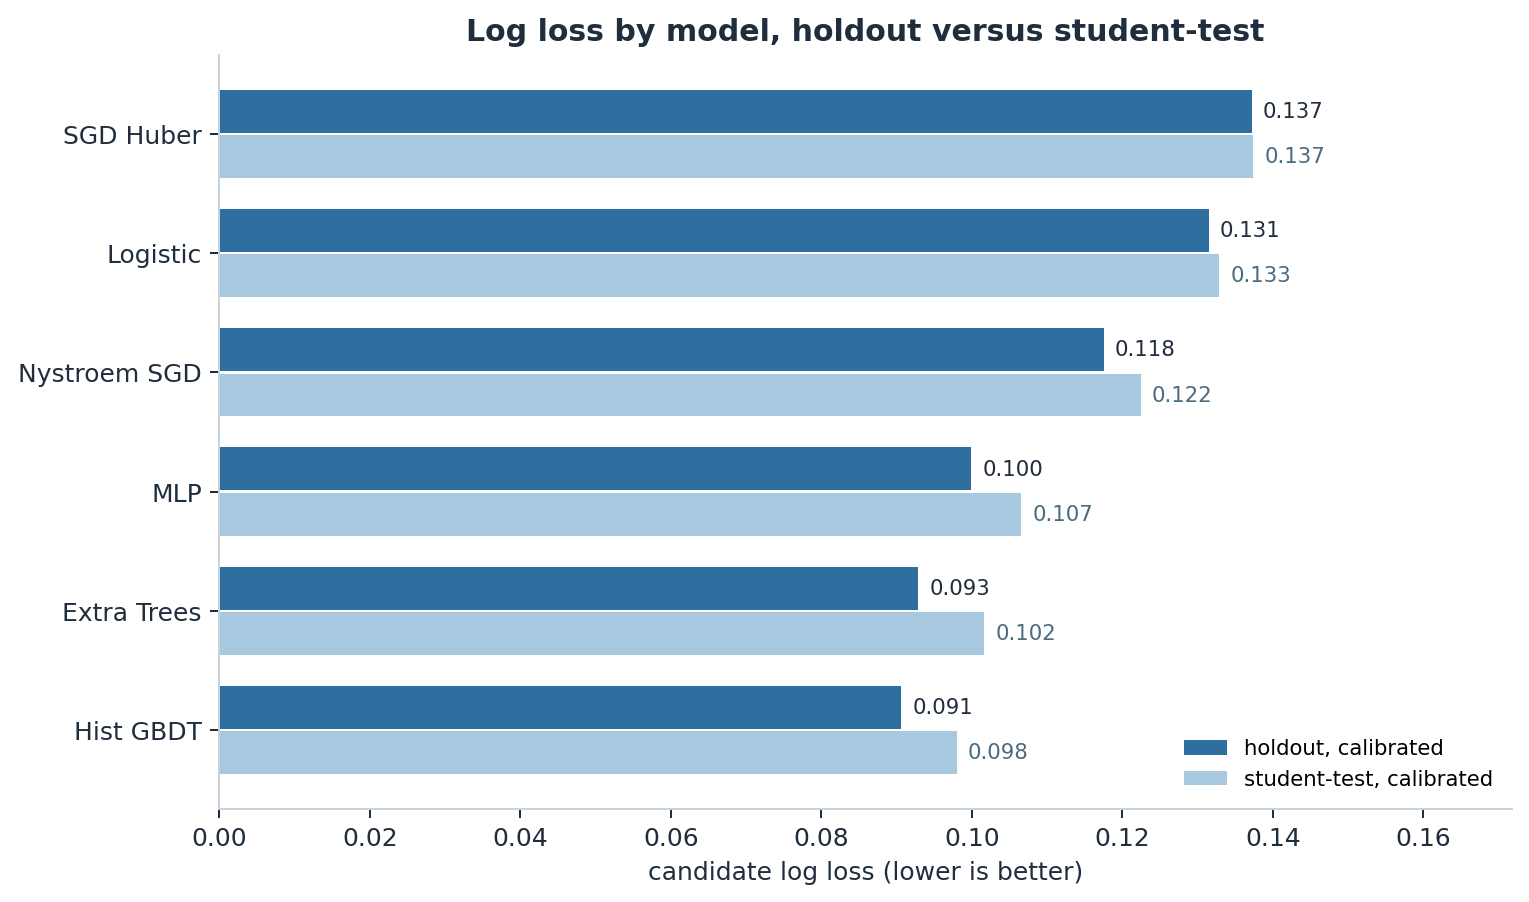 Log loss by model, holdout versus student-test
SGD Huber
0.137
0.137
Logistic
0.131
0.133
Nystroem SGD
0.118
0.122
MLP
0.100
0.107
Extra Trees
0.093
0.102
Hist GBDT
0.091
0.098
holdout, calibrated
student-test, calibrated
0.00 0.02 0.04 0.06 0.08 0.10 0.12 0.14 0.16
candidate log loss (lower is better)